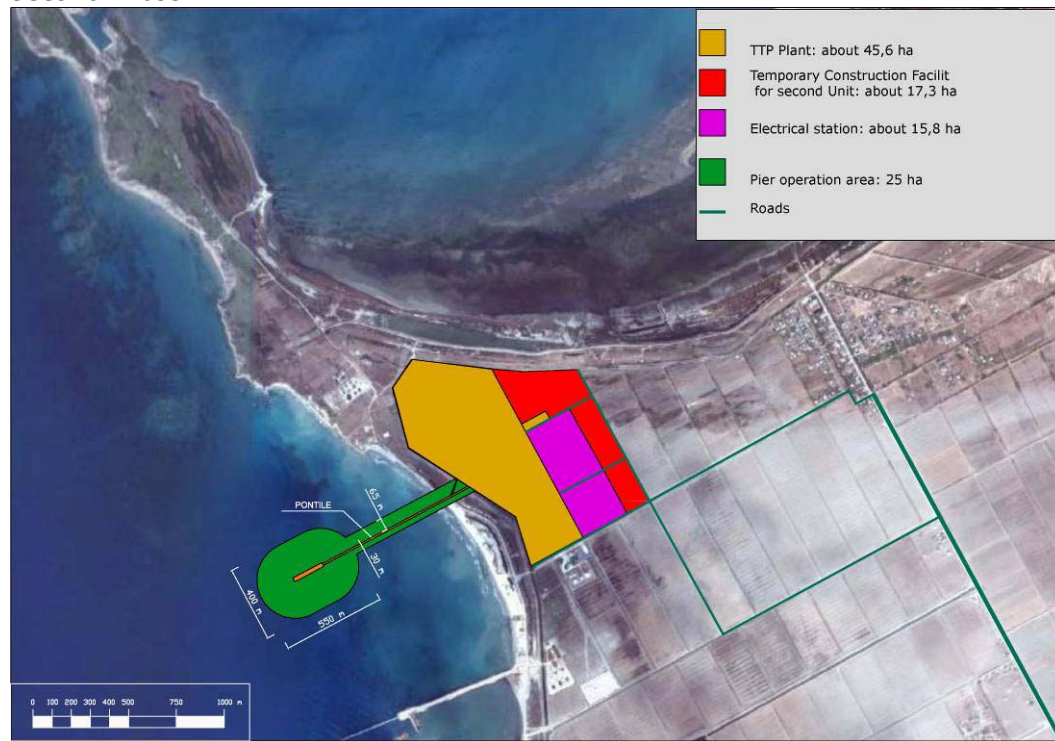 TTP Plant: about 45,6 ha
Temporary Construction Facilit
for second Unit: about 17,3 ha
Electrical station: about 15,8 ha
Pier operation area: 25 ha
Roads
65 m
PONTILE
30 m
400 m
550 m
0 100 200 300 400 500 750 1000 m